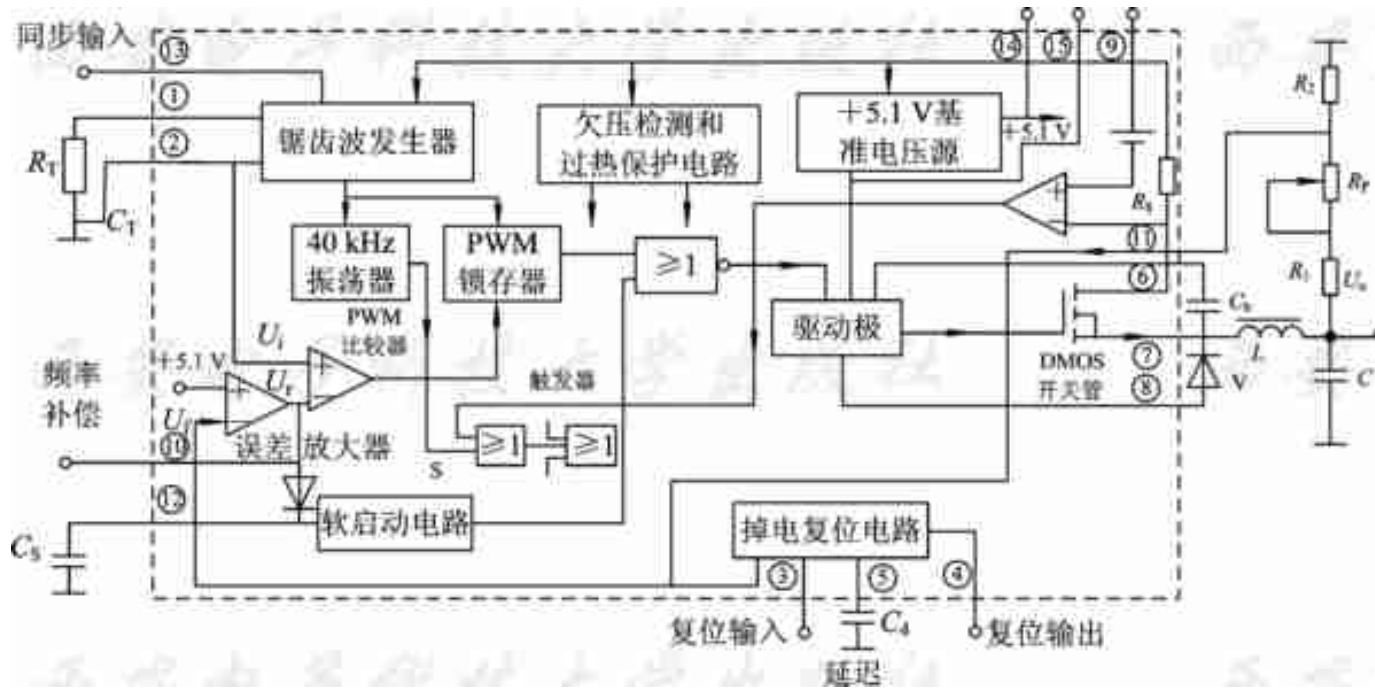 同步输入
⑬
⑭
⑮
⑨
①
②
R_T
C_T
锯齿波发生器
欠压检测和
过热保护电路
+5.1 V基
准电压源
+5.1 V
R_2
R_P
R_1
U_o
R_s
⑪
⑥
40 kHz
振荡器
PWM
锁存器
≥1
驱动极
C_b
L
C
V
⑦
⑧
DMOS
开关管
PWM
比较器
U_i
频率
补偿
+5.1 V
U_r
U_f
⑩
误差放大器
触发器
≥1
≥1
S
⑫
C_S
软启动电路
掉电复位电路
③
⑤
④
复位输入
C_4
延迟
复位输出